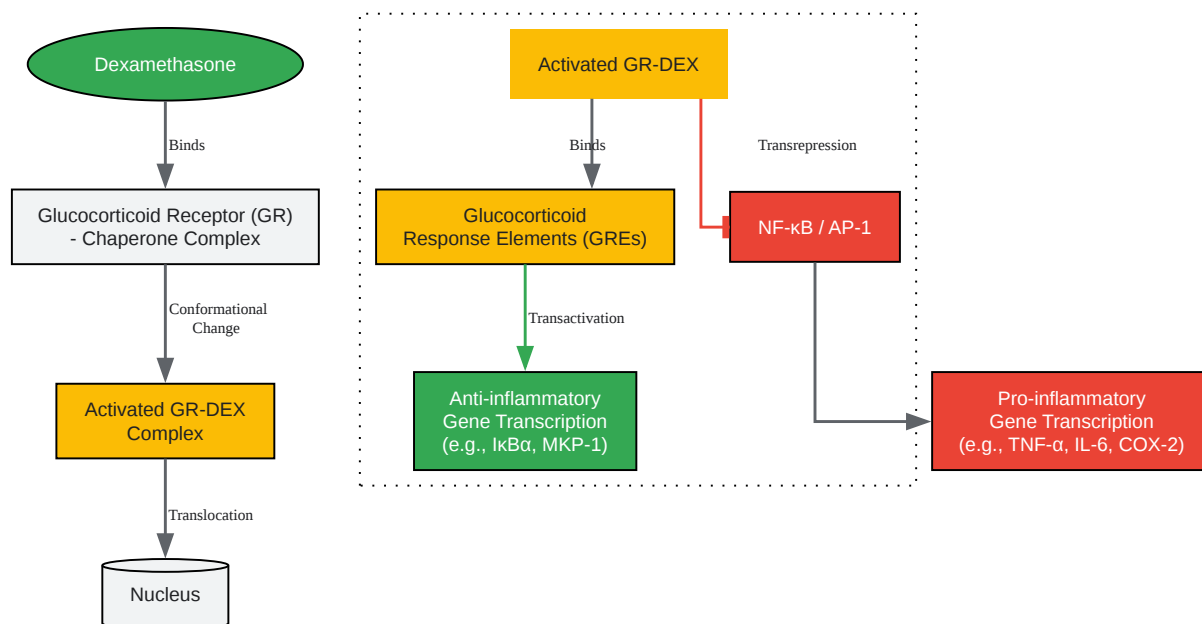 Dexamethasone
Binds
Glucocorticoid Receptor (GR)
- Chaperone Complex
Conformational
Change
Activated GR-DEX
Complex
Translocation
Nucleus
Activated GR-DEX
Binds
Transrepression
Glucocorticoid
Response Elements (GREs)
NF-κB / AP-1
Transactivation
Anti-inflammatory
Gene Transcription
(e.g., IκBα, MKP-1)
Pro-inflammatory
Gene Transcription
(e.g., TNF-α, IL-6, COX-2)